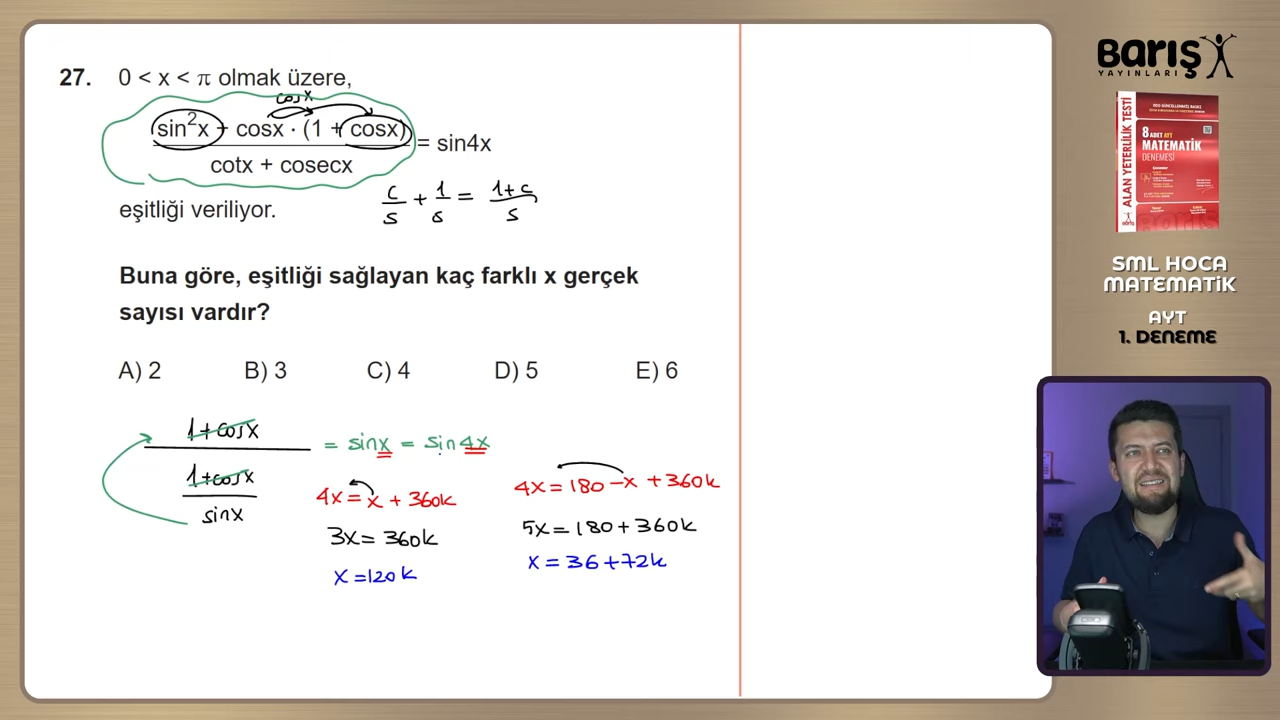 27. 0 < x < π olmak üzere,
cosx
sin²x + cosx · (1 + cosx)
cotx + cosecx
= sin4x
c/s + 1/s = 1+c/s
eşitliği veriliyor.
Buna göre, eşitliği sağlayan kaç farklı x gerçek
sayısı vardır?
A) 2 B) 3 C) 4 D) 5 E) 6
1+cosx
1+cosx
sinx
= sinx = sin4x
4x = x + 360k
3x = 360k
x = 120k
4x = 180 - x + 360k
5x = 180 + 360k
x = 36 + 72k
BARIŞ
YAYINLARI
ALAN YETERLİLİK TESTİ
8 ADET AYT
MATEMATİK
DENEMESİ
BARIŞ
SML HOCA
MATEMATİK
AYT
1. DENEME